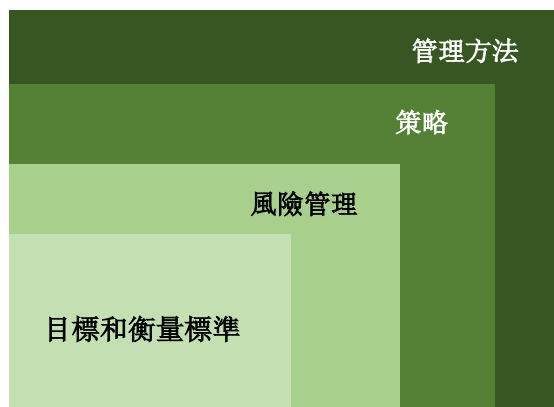 管理方法
策略
風險管理
目標和衡量標準